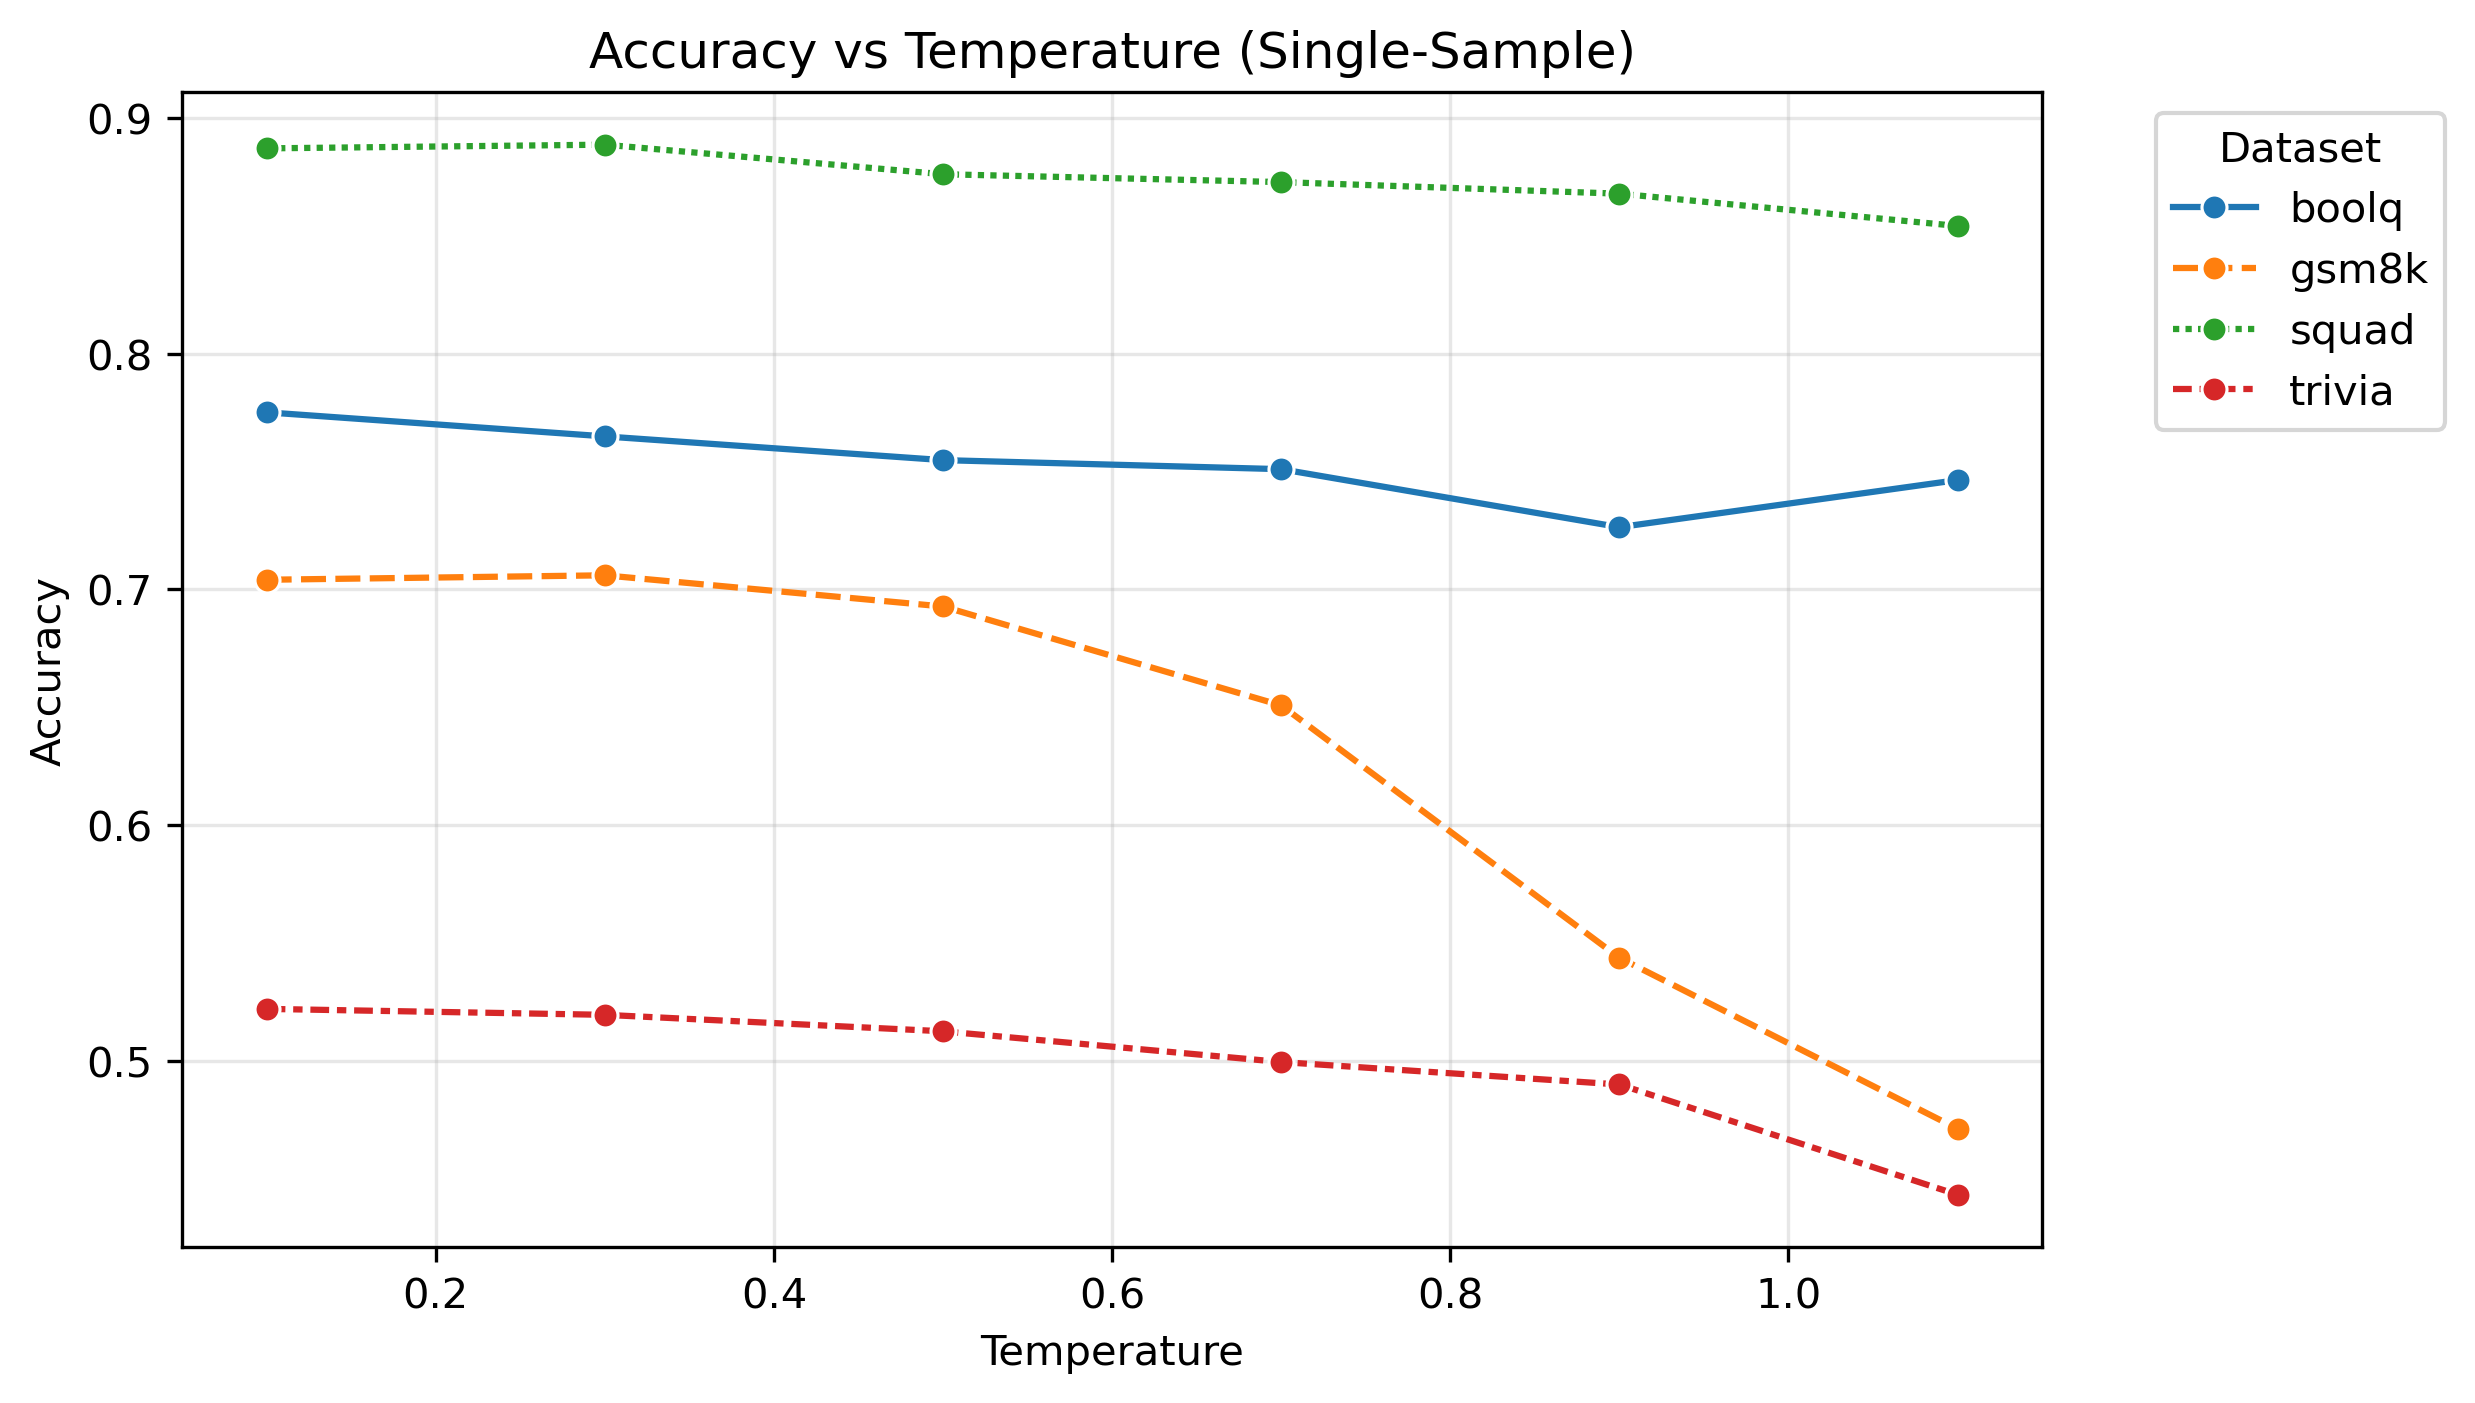 Accuracy vs Temperature (Single-Sample)
Accuracy
0.9
0.8
0.7
0.6
0.5
0.2
0.4
0.6
0.8
1.0
Temperature
Dataset
boolq
gsm8k
squad
trivia